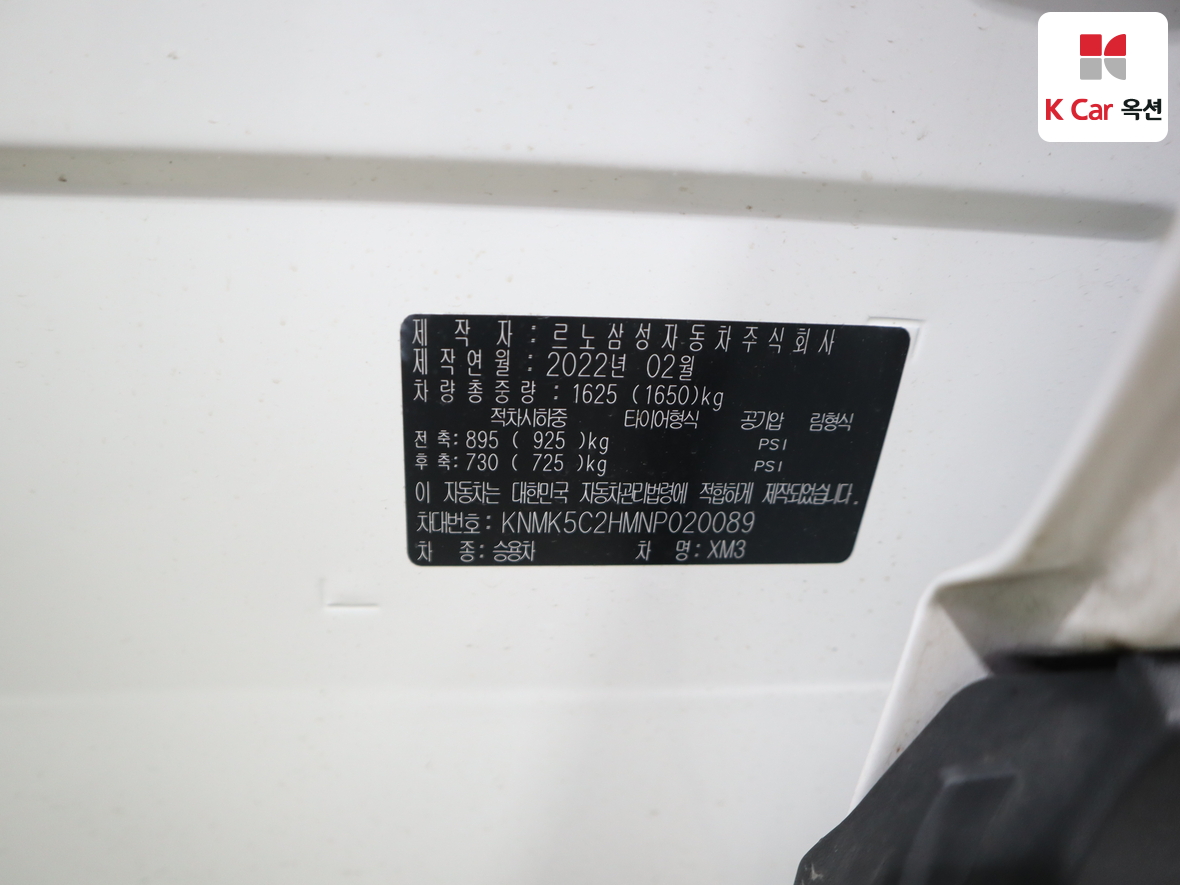 K Car 옥션
제 작 자 : 르노삼성자동차주식회사
제작연월 : 2022년 02월
차량총중량 : 1625 (1650)kg
적차시하중 타이어형식 공기압 림형식
전축: 895 ( 925 )kg PSI
후축: 730 ( 725 )kg PSI
이 자동차는 대한민국 자동차관리법령에 적합하게 제작되었습니다.
차대번호: KNMK5C2HMNP020089
차 종: 승용차 차 명: XM3